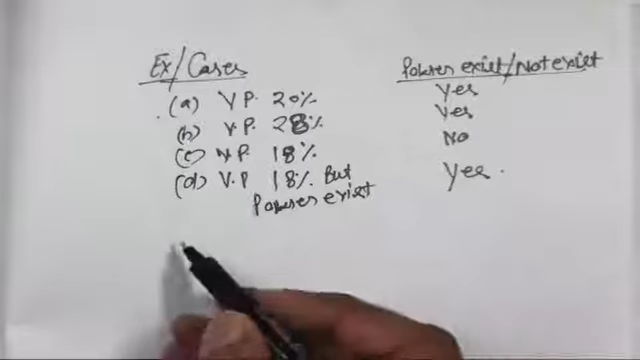 Ex/Cases Powers exist/Not exist
(a) V.P. 20% Yes
(b) V.P. 28% Yes
(c) V.P. 18% No
(d) V.P 18% But Yes.
Powers exist